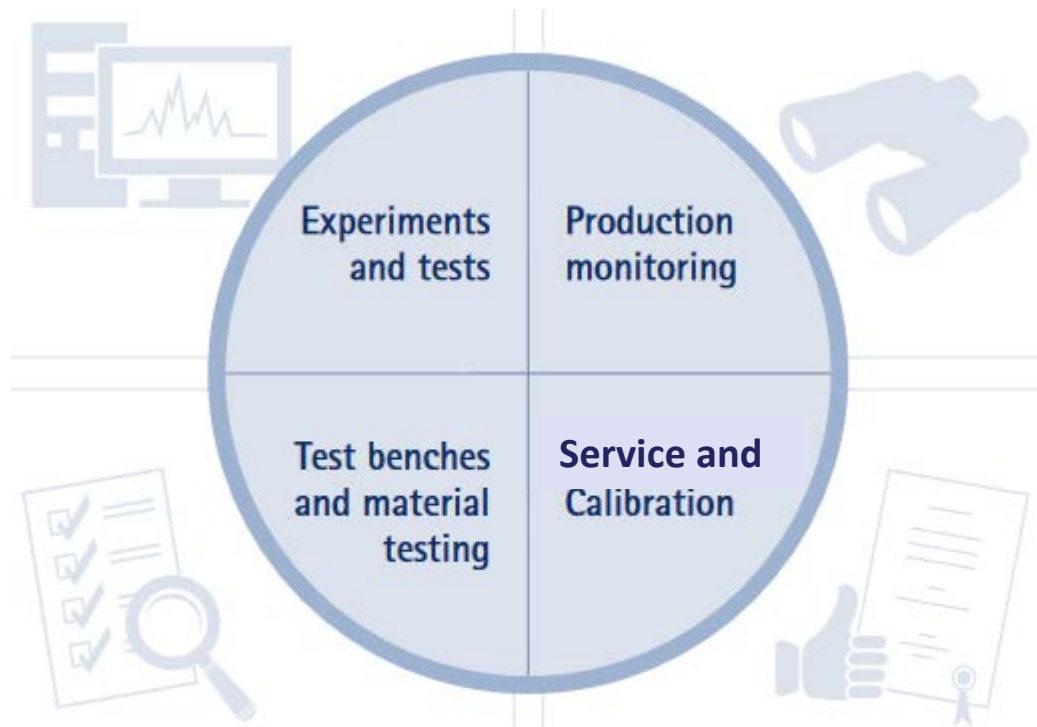 Experiments
and tests
Production
monitoring
Test benches
and material
testing
Service and
Calibration